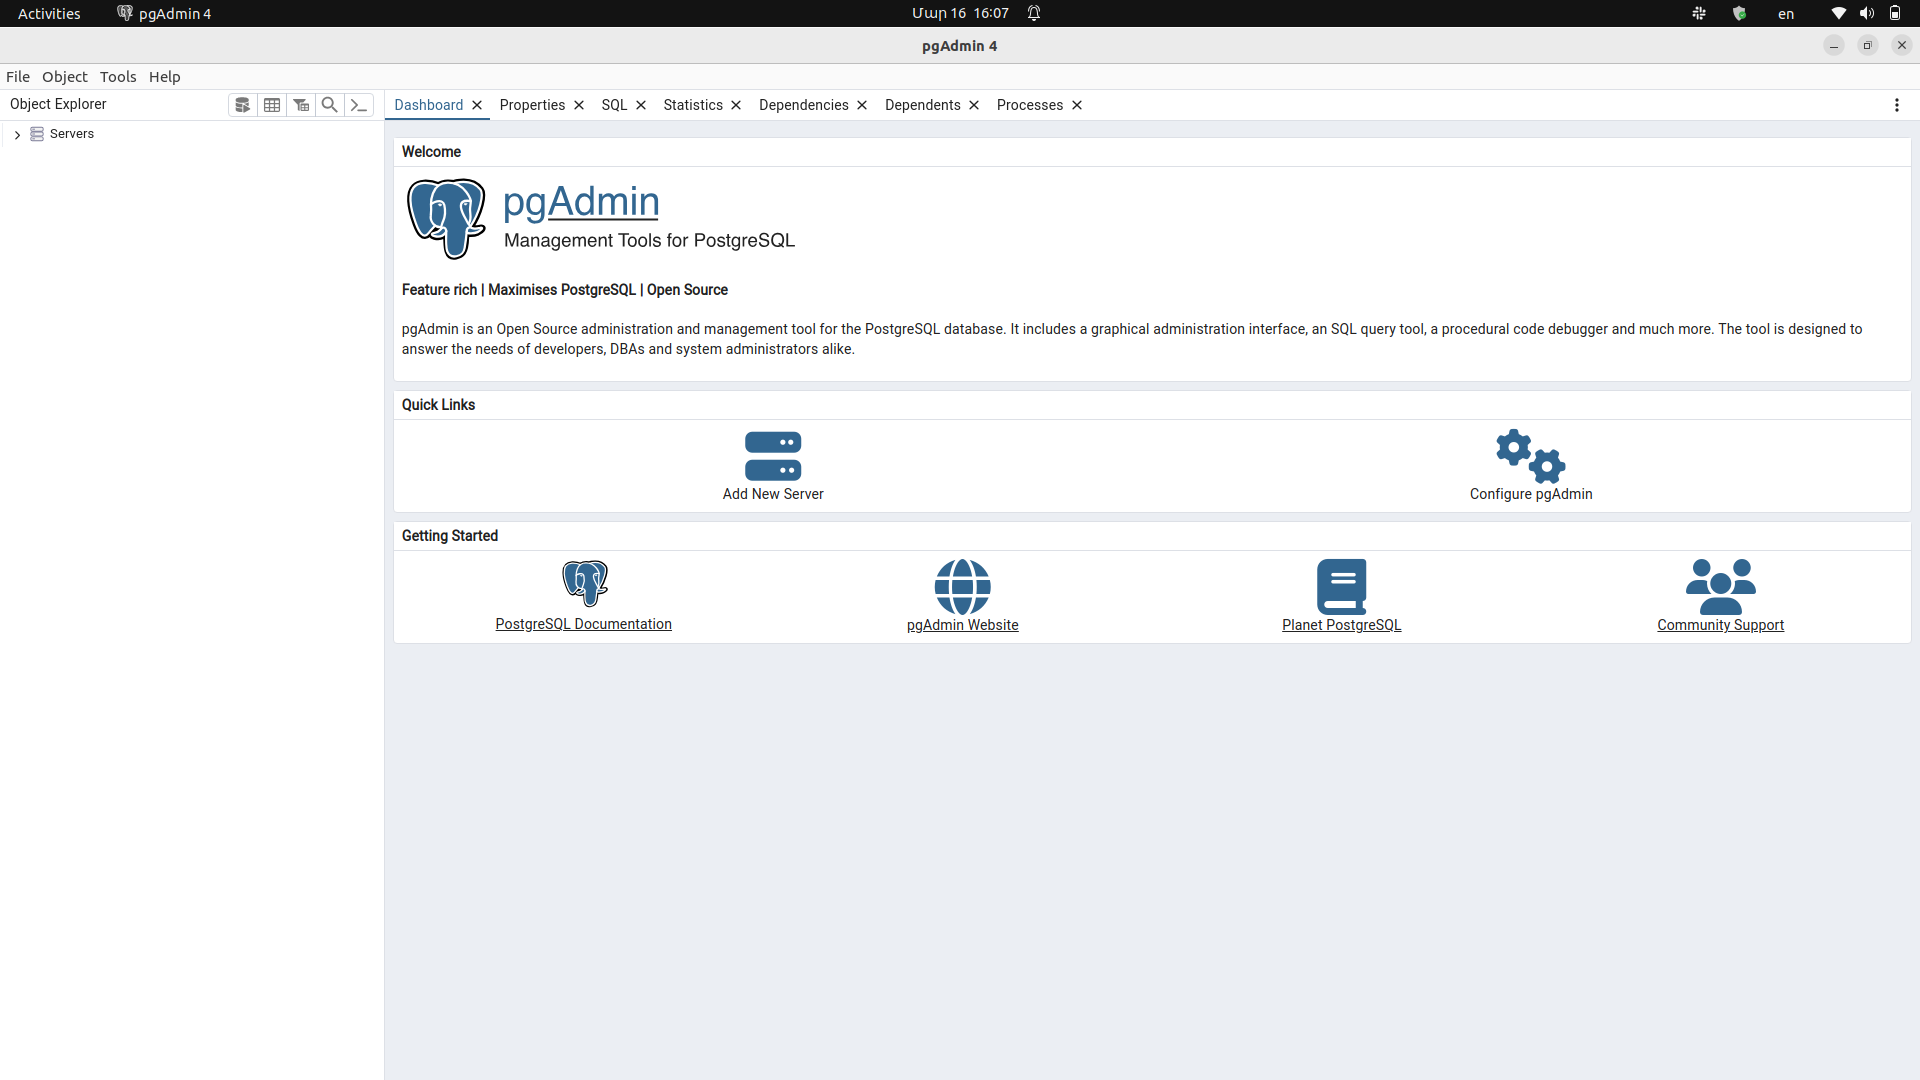 Activities pgAdmin 4 Մար 16 16:07 en
pgAdmin 4
File Object Tools Help
Object Explorer
Servers
Dashboard Properties SQL Statistics Dependencies Dependents Processes
Welcome
pgAdmin
Management Tools for PostgreSQL
Feature rich | Maximises PostgreSQL | Open Source
pgAdmin is an Open Source administration and management tool for the PostgreSQL database. It includes a graphical administration interface, an SQL query tool, a procedural code debugger and much more. The tool is designed to
answer the needs of developers, DBAs and system administrators alike.
Quick Links
Add New Server Configure pgAdmin
Getting Started
PostgreSQL Documentation pgAdmin Website Planet PostgreSQL Community Support